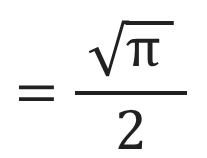 = √π / 2